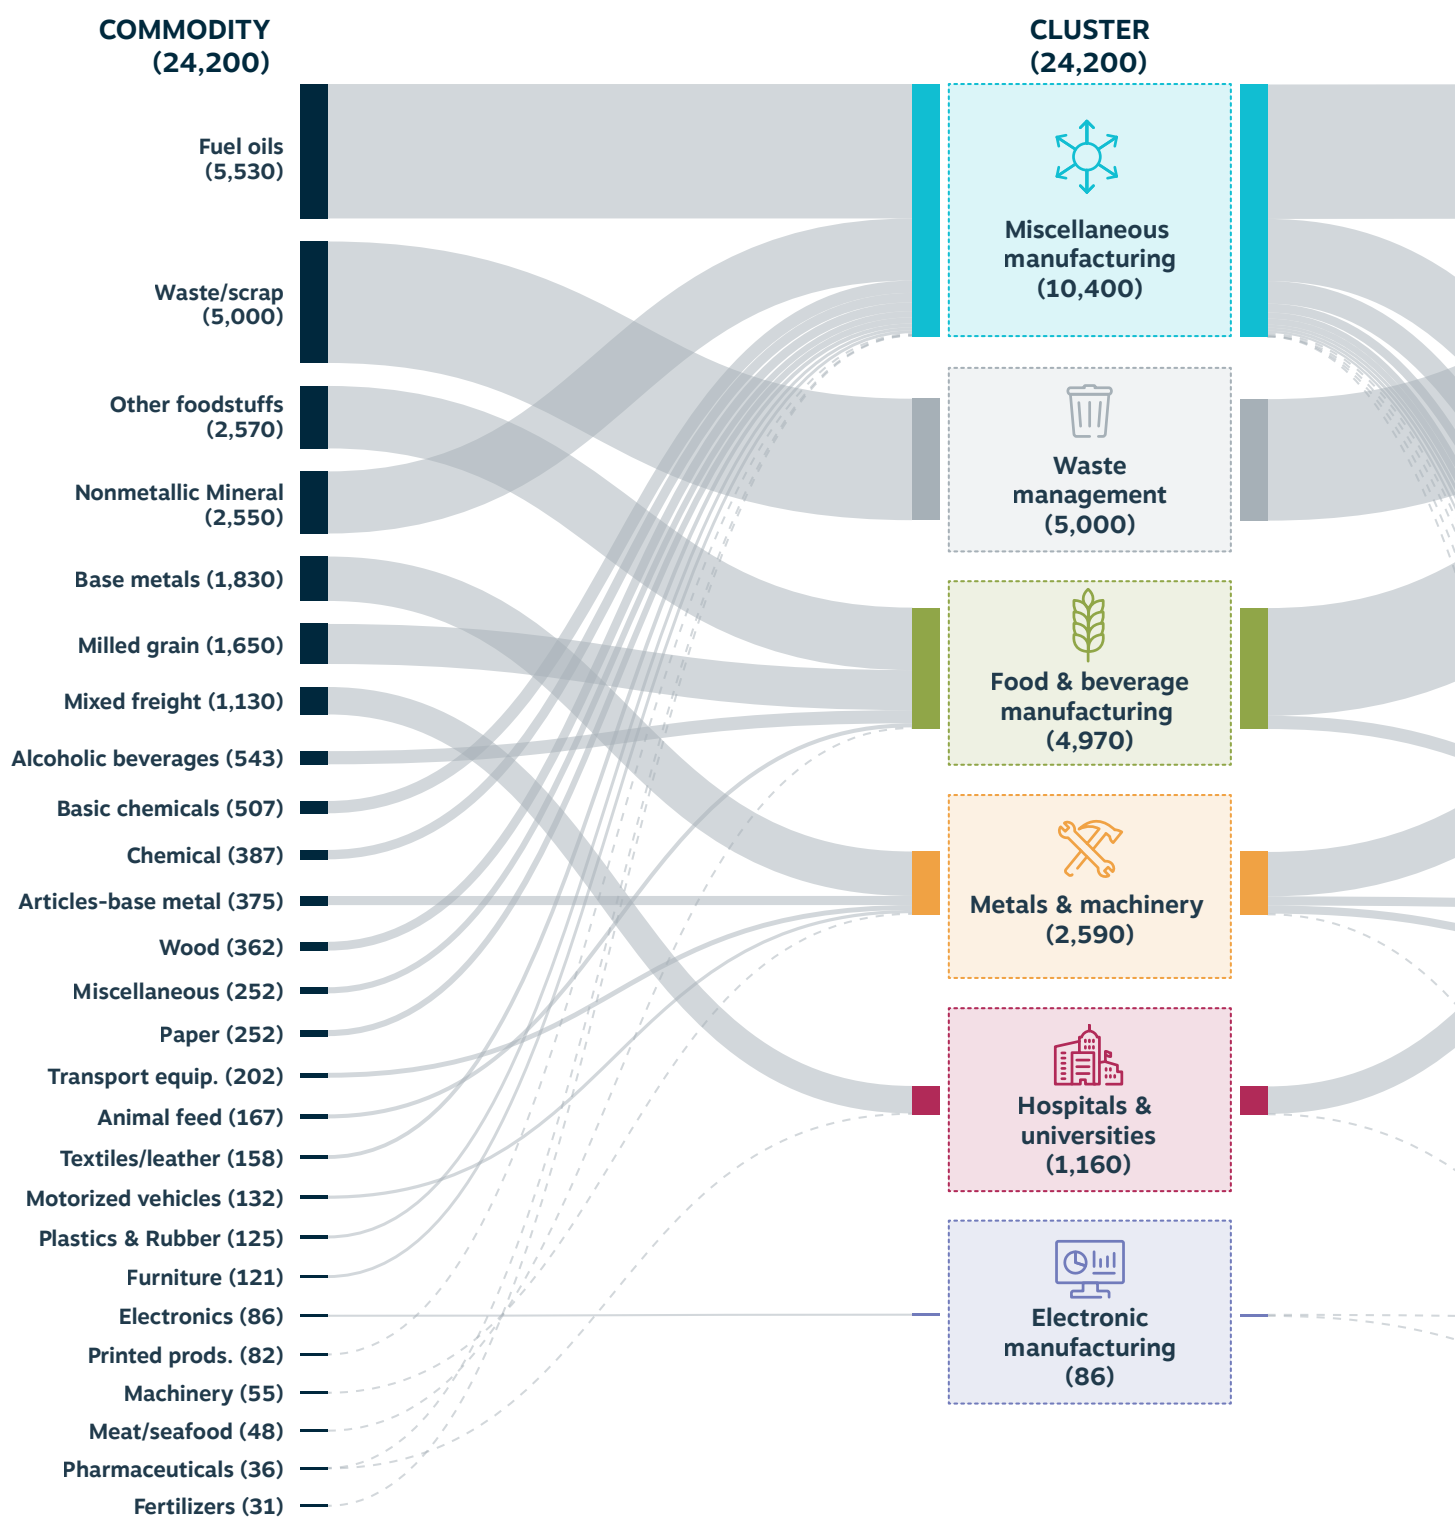 COMMODITY
(24,200)
Fuel oils
(5,530)
Waste/scrap
(5,000)
Other foodstuffs
(2,570)
Nonmetallic Mineral
(2,550)
Base metals (1,830)
Milled grain (1,650)
Mixed freight (1,130)
Alcoholic beverages (543)
Basic chemicals (507)
Chemical (387)
Articles-base metal (375)
Wood (362)
Miscellaneous (252)
Paper (252)
Transport equip. (202)
Animal feed (167)
Textiles/leather (158)
Motorized vehicles (132)
Plastics & Rubber (125)
Furniture (121)
Electronics (86)
Printed prods. (82)
Machinery (55)
Meat/seafood (48)
Pharmaceuticals (36)
Fertilizers (31)
CLUSTER
(24,200)
Miscellaneous
manufacturing
(10,400)
Waste
management
(5,000)
Food & beverage
manufacturing
(4,970)
Metals & machinery
(2,590)
Hospitals &
universities
(1,160)
Electronic
manufacturing
(86)